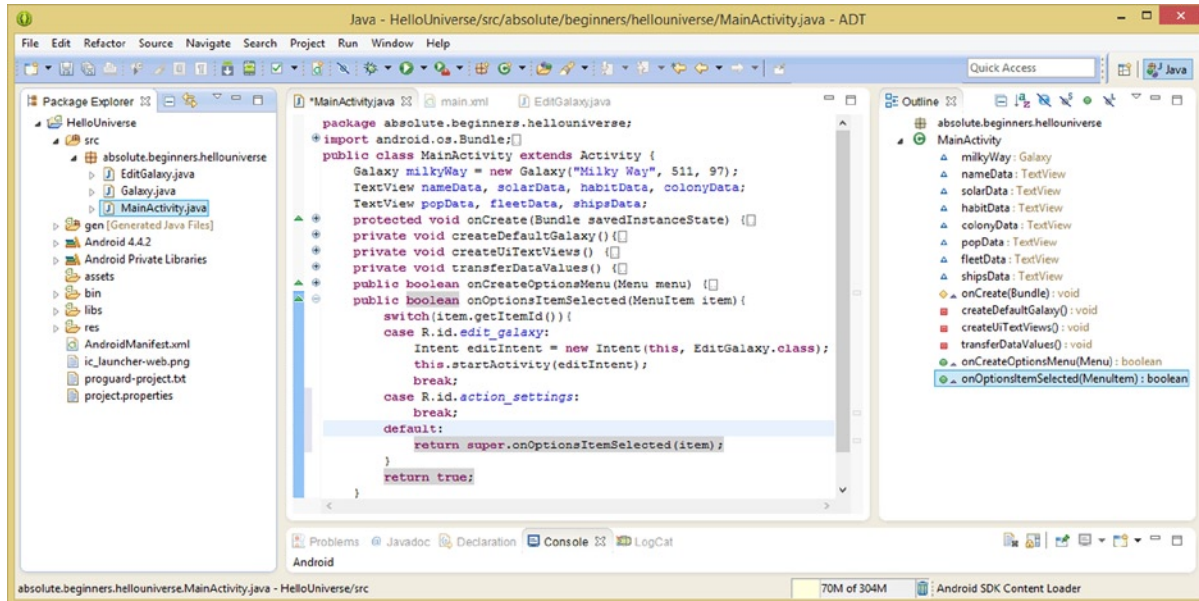 Java - HelloUniverse/src/absolute/beginners/hellouniverse/MainActivity.java - ADT
File Edit Refactor Source Navigate Search Project Run Window Help
Quick Access
Java
Package Explorer
HelloUniverse
src
absolute.beginners.hellouniverse
EditGalaxy.java
Galaxy.java
MainActivity.java
gen [Generated Java Files]
Android 4.4.2
Android Private Libraries
assets
bin
libs
res
AndroidManifest.xml
ic_launcher-web.png
proguard-project.txt
project.properties
*MainActivity.java main.xml EditGalaxy.java
package absolute.beginners.hellouniverse;
import android.os.Bundle;
public class MainActivity extends Activity {
Galaxy milkyWay = new Galaxy("Milky Way", 511, 97);
TextView nameData, solarData, habitData, colonyData;
TextView popData, fleetData, shipsData;
protected void onCreate(Bundle savedInstanceState) {
private void createDefaultGalaxy(){
private void createUiTextViews() {
private void transferDataValues() {
public boolean onCreateOptionsMenu(Menu menu) {
public boolean onOptionsItemSelected(MenuItem item){
switch(item.getItemId()){
case R.id.edit_galaxy:
Intent editIntent = new Intent(this, EditGalaxy.class);
this.startActivity(editIntent);
break;
case R.id.action_settings:
break;
default:
return super.onOptionsItemSelected(item);
}
return true;
}
Outline
absolute.beginners.hellouniverse
MainActivity
milkyWay : Galaxy
nameData : TextView
solarData : TextView
habitData : TextView
colonyData : TextView
popData : TextView
fleetData : TextView
shipsData : TextView
onCreate(Bundle) : void
createDefaultGalaxy() : void
createUiTextViews() : void
transferDataValues() : void
onCreateOptionsMenu(Menu) : boolean
onOptionsItemSelected(MenuItem) : boolean
Problems @ Javadoc Declaration Console LogCat
Android
absolute.beginners.hellouniverse.MainActivity.java - HelloUniverse/src
70M of 304M
Android SDK Content Loader